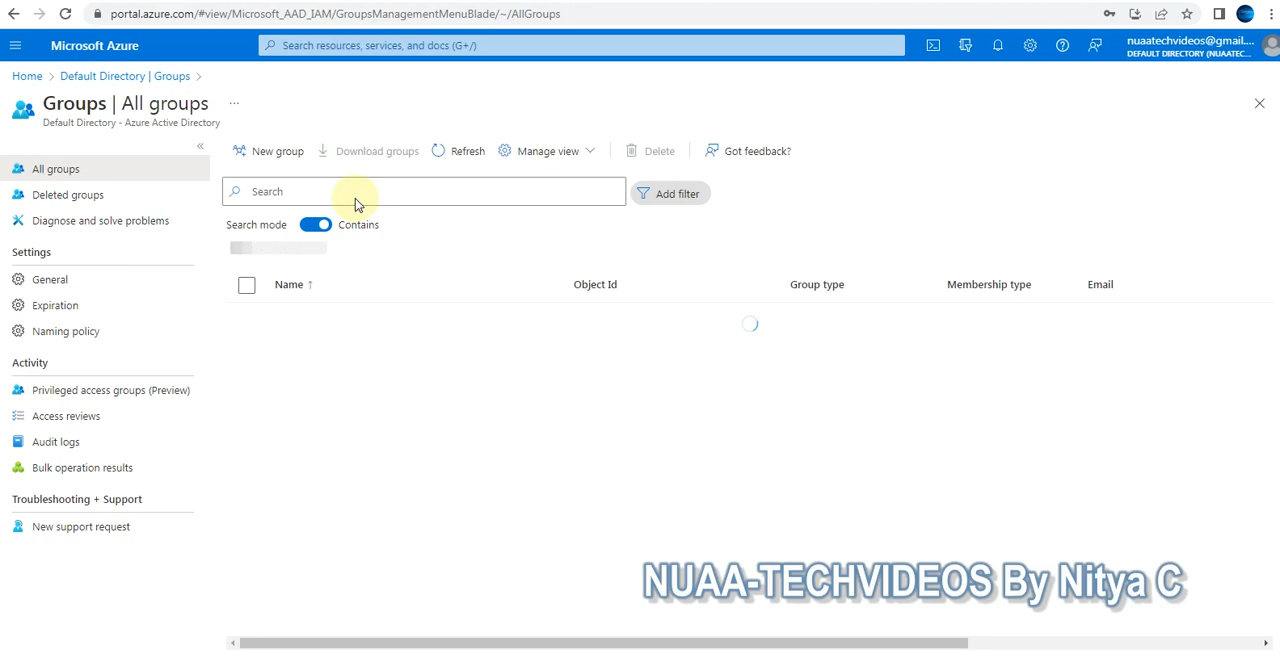 portal.azure.com/#view/Microsoft_AAD_IAM/GroupsManagementMenuBlade/~/AllGroups
Microsoft Azure
Search resources, services, and docs (G+/)
nuaatechvideos@gmail....
DEFAULT DIRECTORY (NUAATEC...
Home > Default Directory | Groups >
Groups | All groups ...
Default Directory - Azure Active Directory
«
All groups
Deleted groups
Diagnose and solve problems
Settings
General
Expiration
Naming policy
Activity
Privileged access groups (Preview)
Access reviews
Audit logs
Bulk operation results
Troubleshooting + Support
New support request
New group
Download groups
Refresh
Manage view
Delete
Got feedback?
Search
Add filter
Search mode
Contains
Name ↑
Object Id
Group type
Membership type
Email
NUAA-TECHVIDEOS By Nitya C